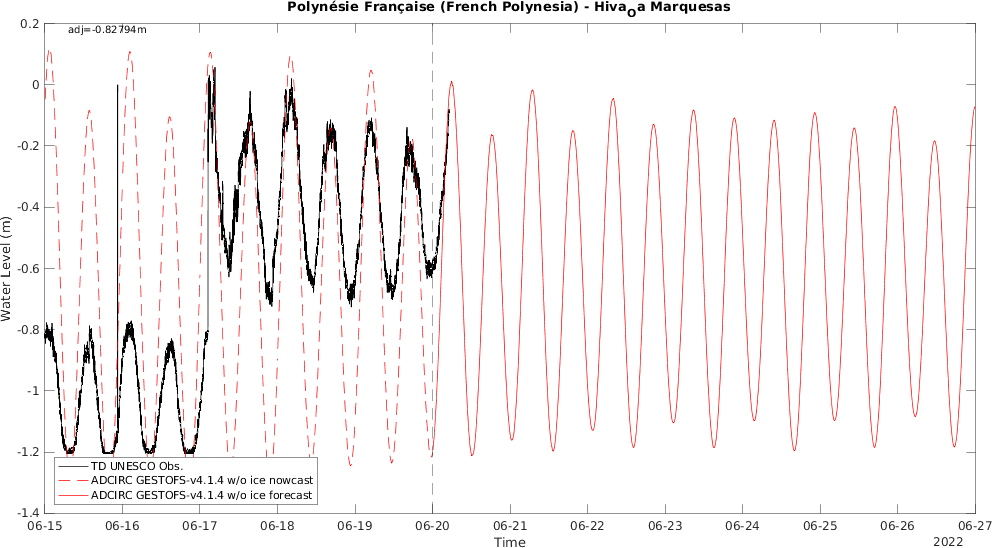 Polynésie Française (French Polynesia) - HivaOa Marquesas
adj=-0.82794m
0.2
0
-0.2
-0.4
-0.6
-0.8
-1
-1.2
-1.4
Water Level (m)
TD UNESCO Obs.
ADCIRC GESTOFS-v4.1.4 w/o ice nowcast
ADCIRC GESTOFS-v4.1.4 w/o ice forecast
06-15 06-16 06-17 06-18 06-19 06-20 06-21 06-22 06-23 06-24 06-25 06-26 06-27
Time
2022